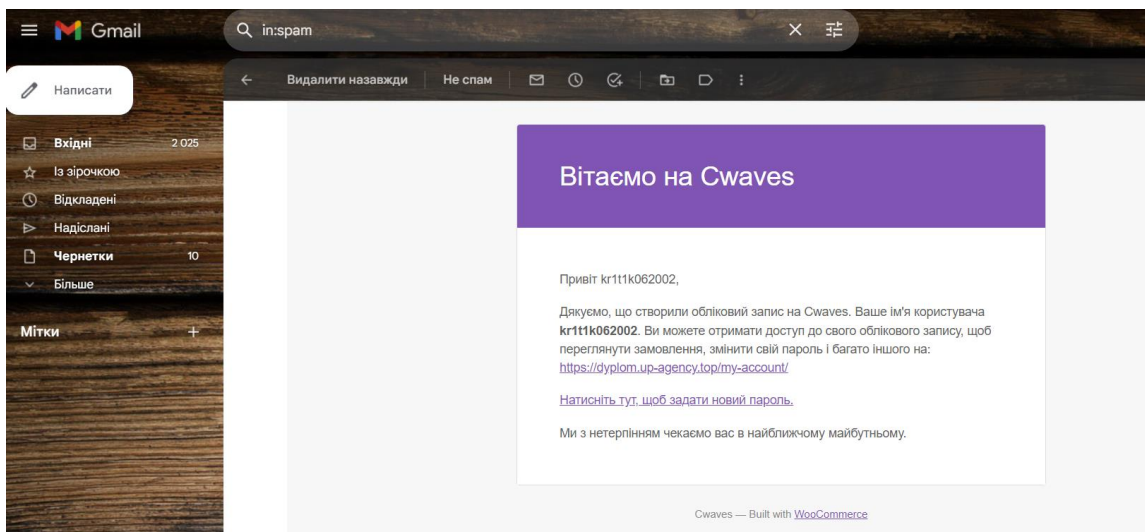 Gmail
in:spam
Написати
Видалити назавжди
Не спам
Вхідні 2 025
Із зірочкою
Відкладені
Надіслані
Чернетки 10
Більше
Мітки
Вітаємо на Cwaves
Привіт kr1t1k062002,
Дякуємо, що створили обліковий запис на Cwaves. Ваше ім'я користувача
kr1t1k062002. Ви можете отримати доступ до свого облікового запису, щоб
переглянути замовлення, змінити свій пароль і багато іншого на:
https://dyplom.up-agency.top/my-account/
Натисніть тут, щоб задати новий пароль.
Ми з нетерпінням чекаємо вас в найближчому майбутньому.
Cwaves — Built with WooCommerce